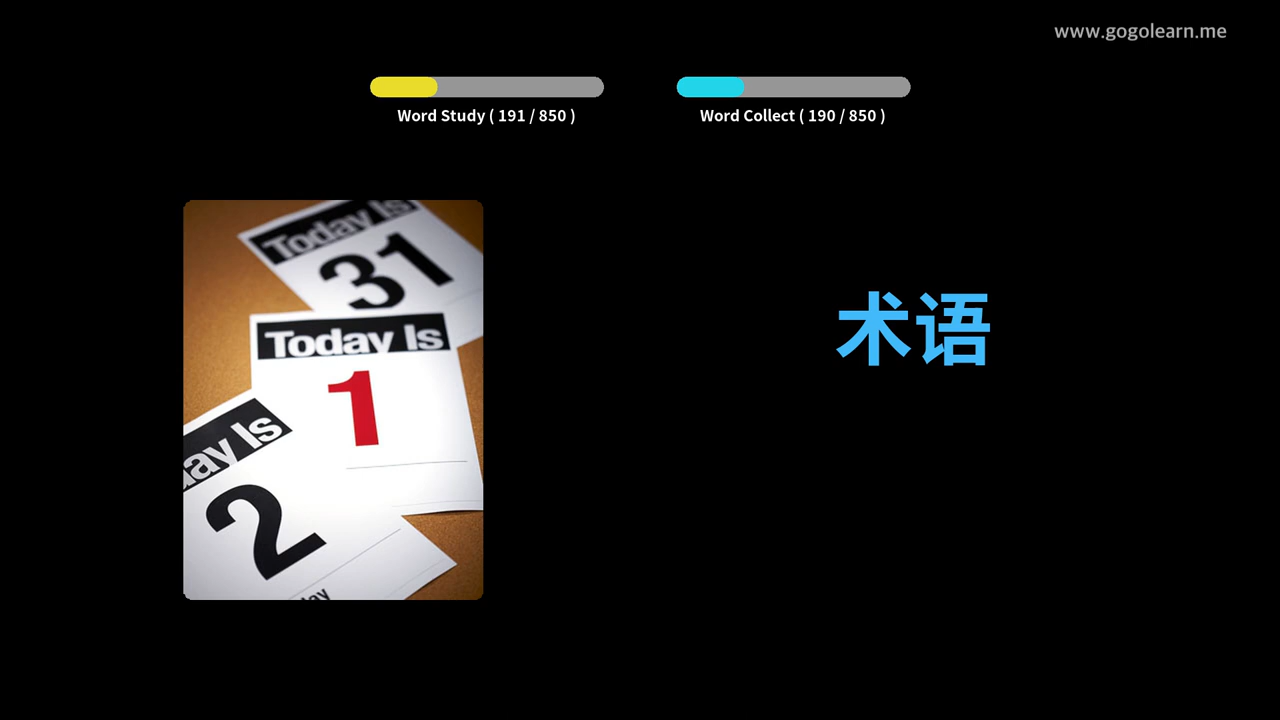 www.gogolearn.me
Word Study ( 191 / 850 )
Word Collect ( 190 / 850 )
Today Is
31
Today Is
1
ay Is
2
术语